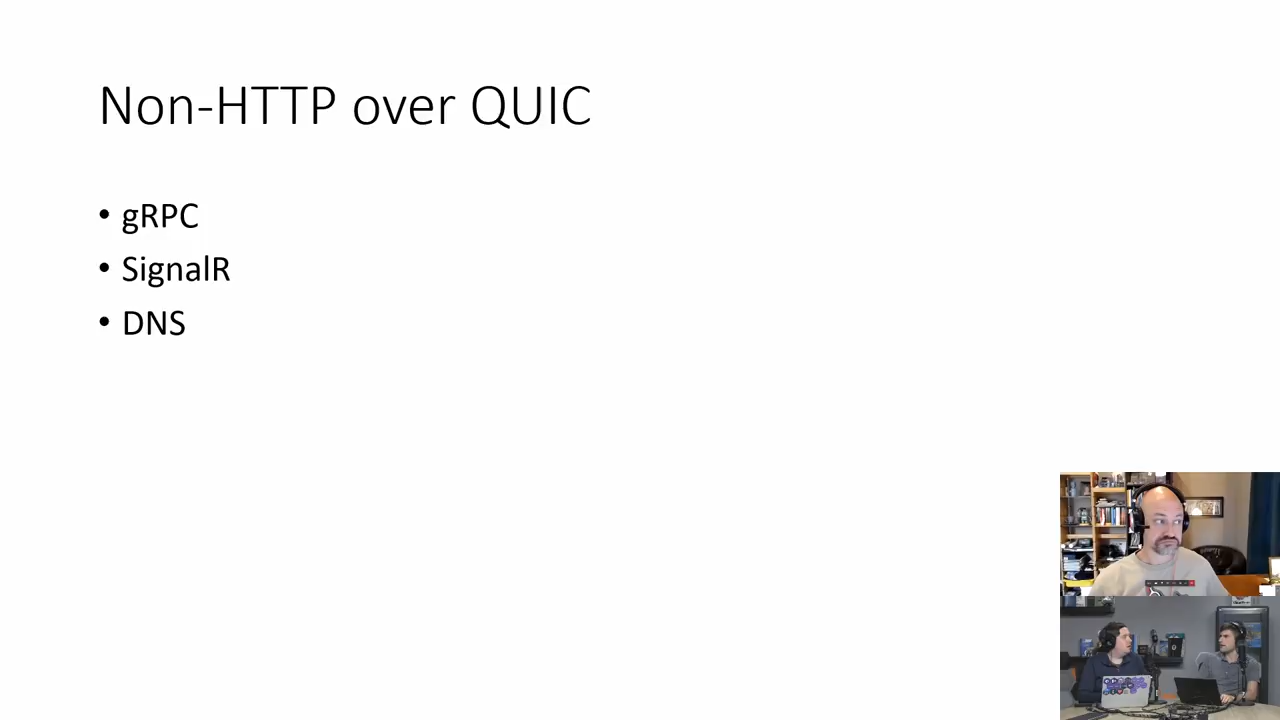 Non-HTTP over QUIC
• gRPC
• SignalR
• DNS